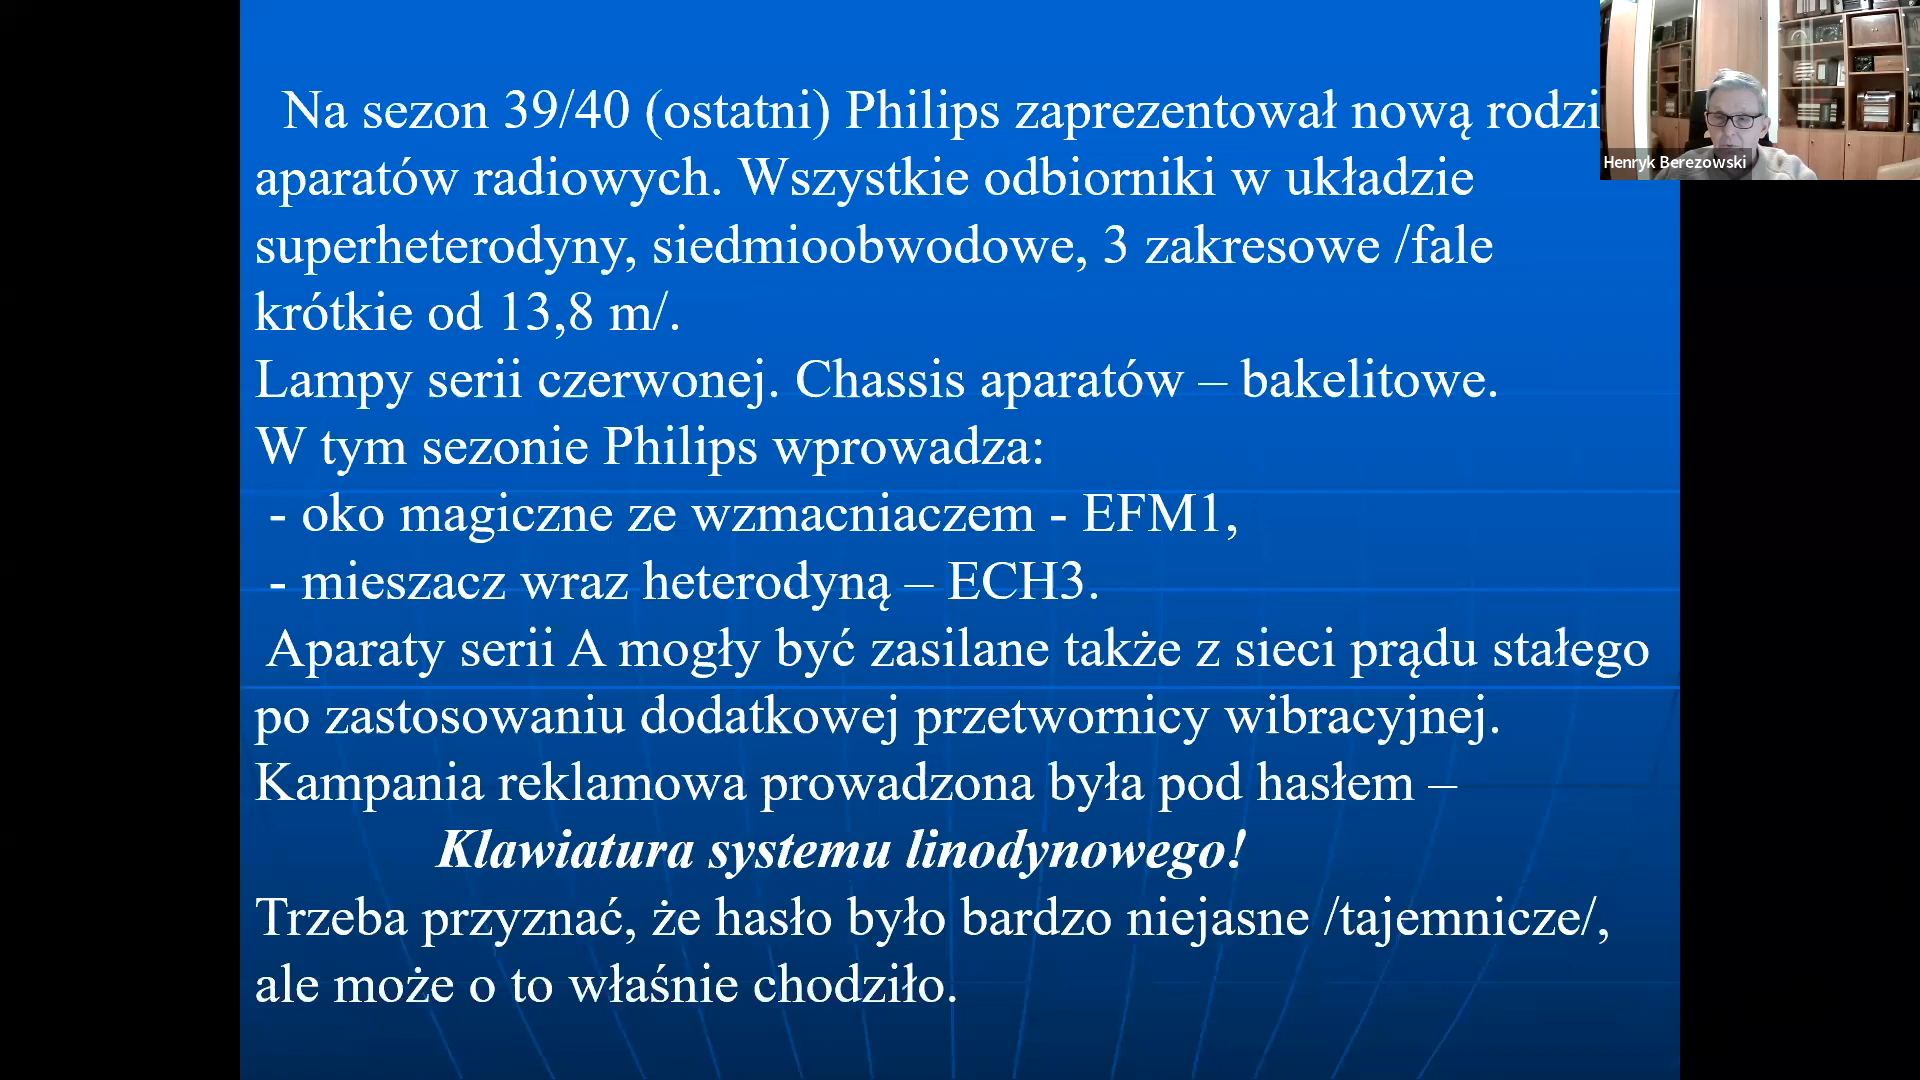 Na sezon 39/40 (ostatni) Philips zaprezentował nową
aparatów radiowych. Wszystkie odbiorniki w układzie
superheterodyny, siedmioobwodowe, 3 zakresowe /fale
krótkie od 13,8 m/.
Lampy serii czerwonej. Chassis aparatów – bakelitowe.
W tym sezonie Philips wprowadza:
- oko magiczne ze wzmacniaczem - EFM1,
- mieszacz wraz heterodyną – ECH3.
Aparaty serii A mogły być zasilane także z sieci prądu stałego
po zastosowaniu dodatkowej przetwornicy wibracyjnej.
Kampania reklamowa prowadzona była pod hasłem –
Klawiatura systemu linodynowego!
Trzeba przyznać, że hasło było bardzo niejasne /tajemnicze/,
ale może o to właśnie chodziło.
Henryk Berezowski